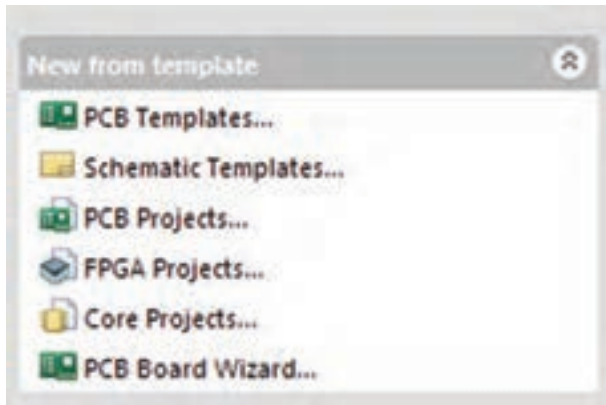 New from template
PCB Templates...
Schematic Templates...
PCB Projects...
FPGA Projects...
Core Projects...
PCB Board Wizard...